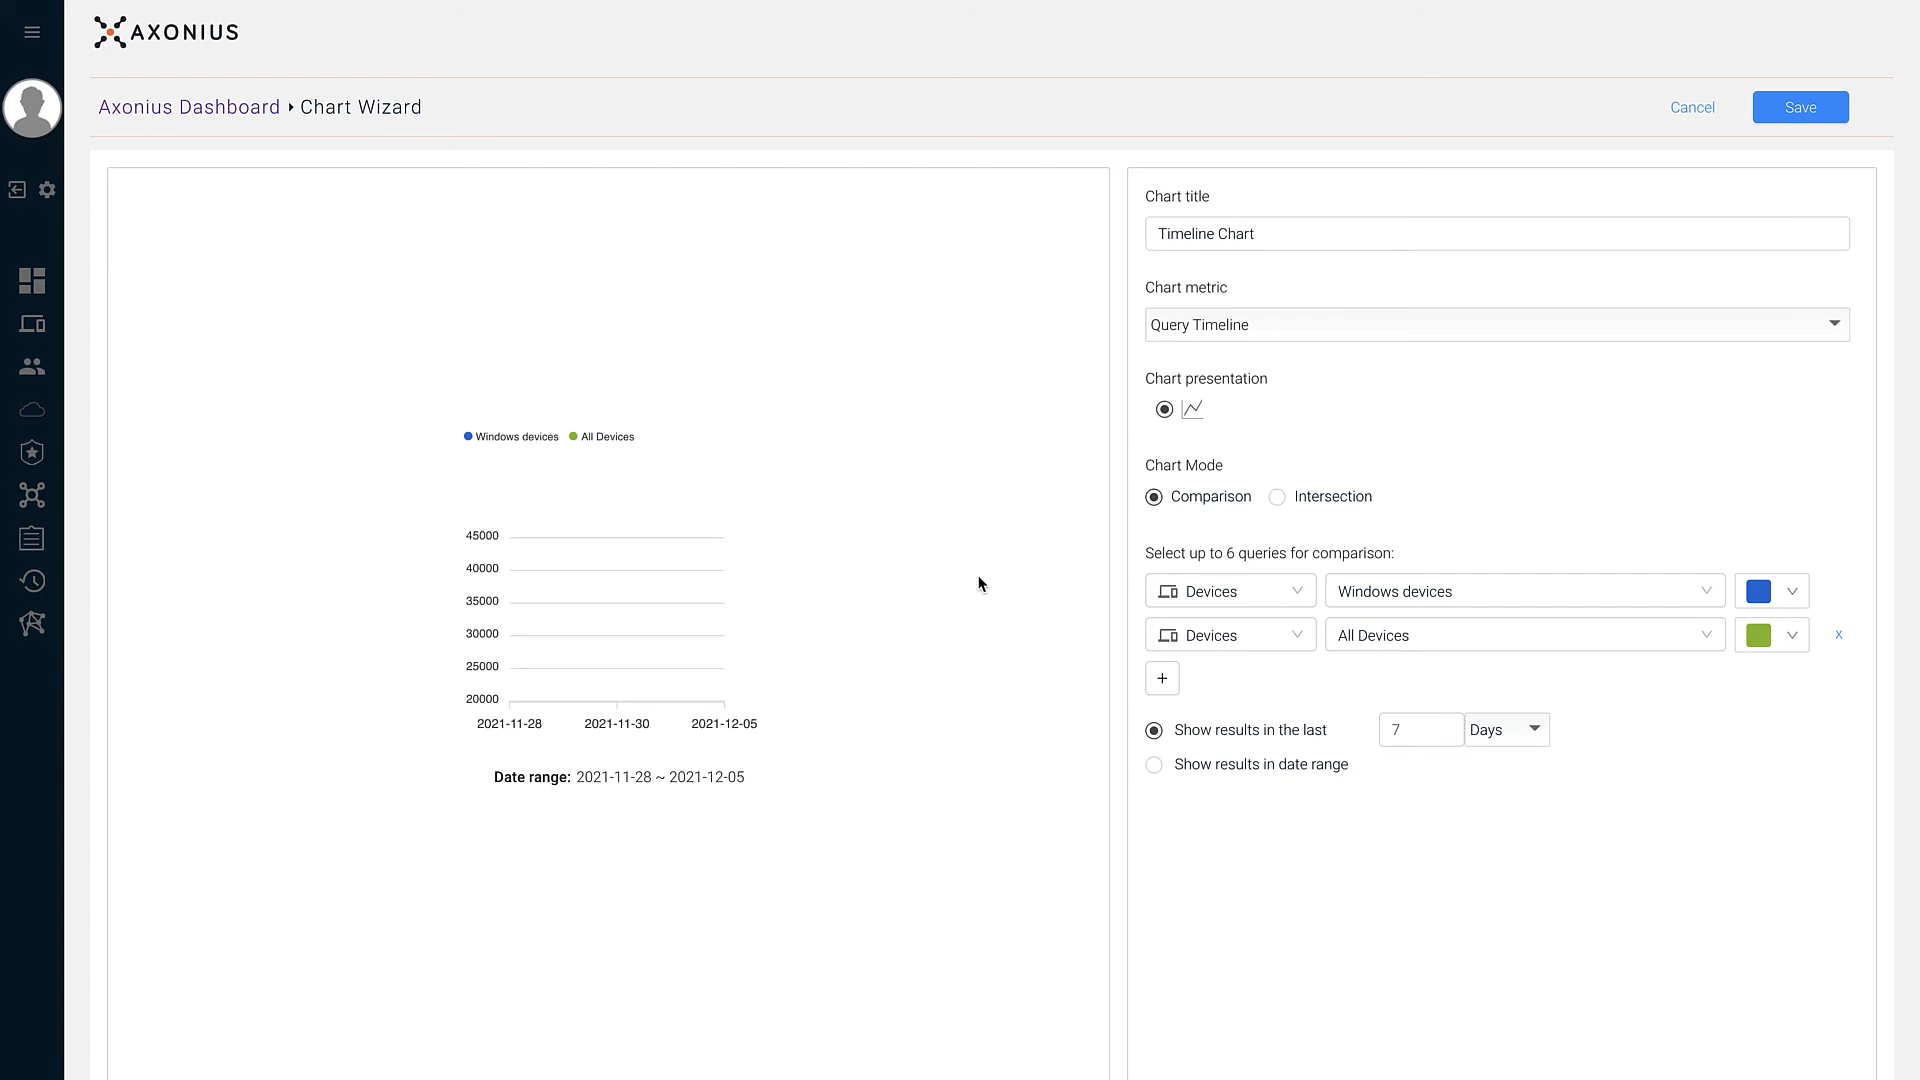 AXONIUS
Axonius Dashboard ‣ Chart Wizard
Cancel
Save
Windows devices
All Devices
45000
40000
35000
30000
25000
20000
2021-11-28
2021-11-30
2021-12-05
Date range: 2021-11-28 ~ 2021-12-05
Chart title
Timeline Chart
Chart metric
Query Timeline
Chart presentation
Chart Mode
Comparison
Intersection
Select up to 6 queries for comparison:
Devices
Windows devices
Devices
All Devices
x
+
Show results in the last
7
Days
Show results in date range